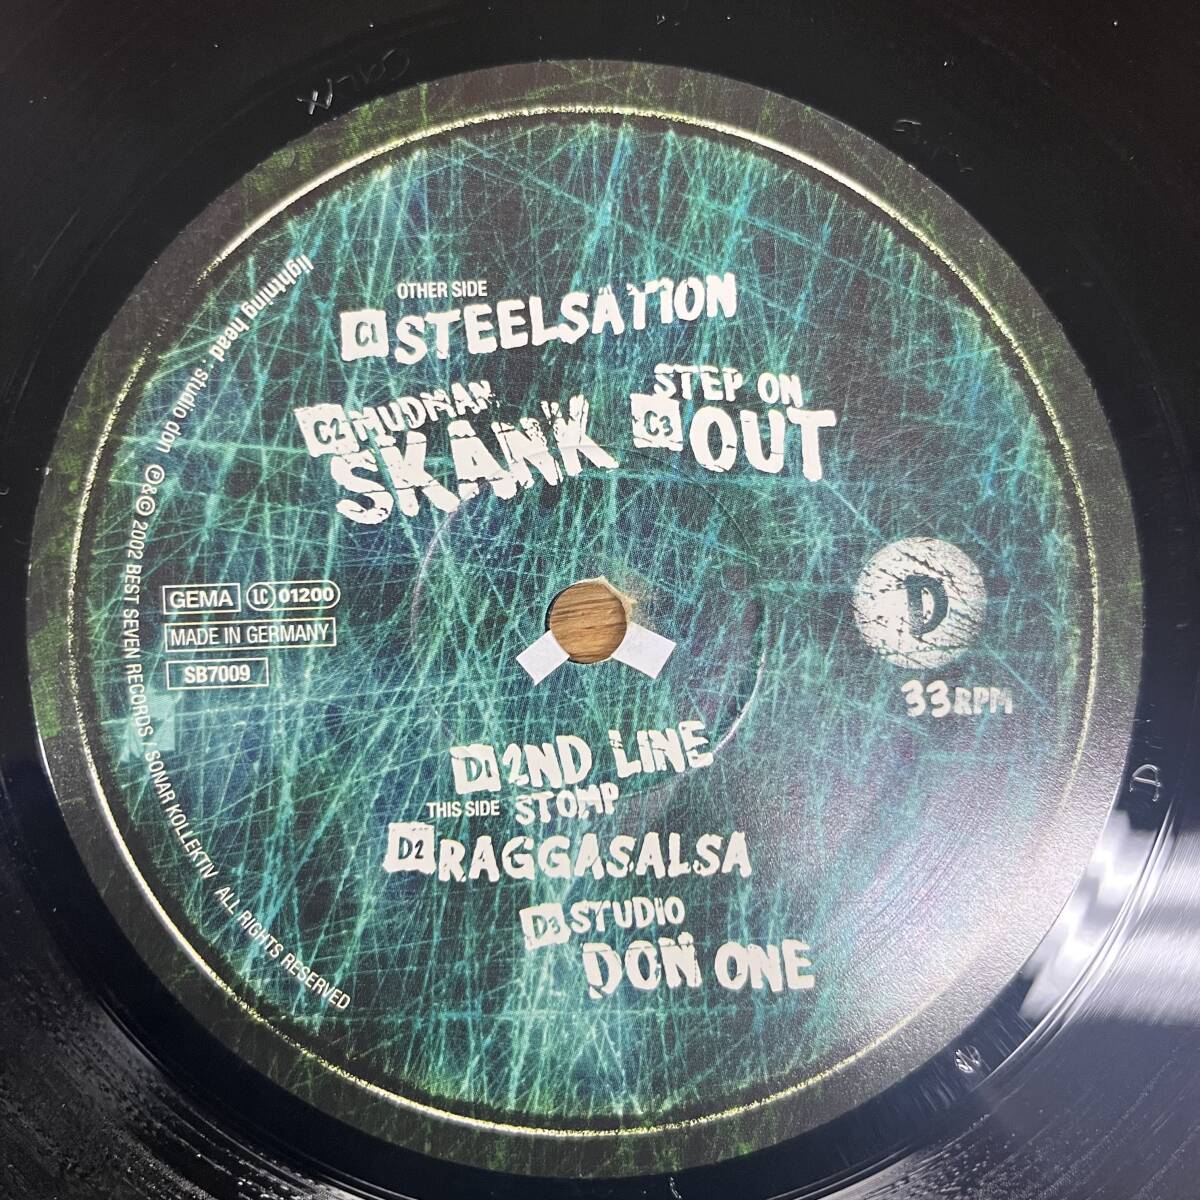 OTHER SIDE
C1 STEELSATION
C2 MUDMAN
SKANK
STEP ON
C3 OUT
GEMA LC 01200
MADE IN GERMANY
SB7009
D
33RPM
D1 2ND LINE
STOMP
THIS SIDE
D2 RAGGASALSA
D3 STUDIO
DON ONE
lightning head : studio don ℗&© 2002 BEST SEVEN RECORDS / SONAR KOLLEKTIV ALL RIGHTS RESERVED
D